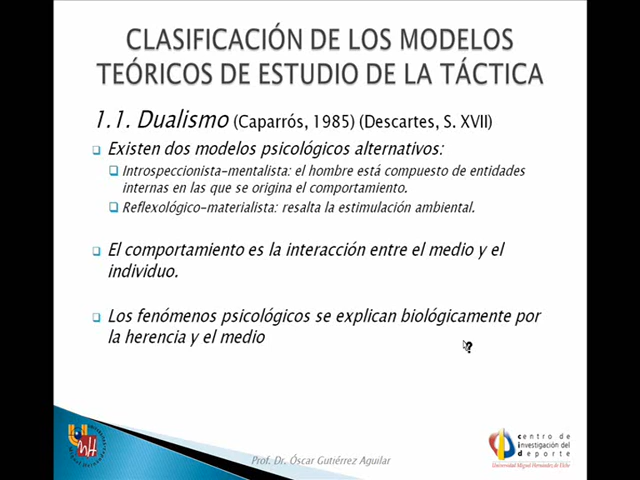 CLASIFICACIÓN DE LOS MODELOS
TEÓRICOS DE ESTUDIO DE LA TÁCTICA
1.1. Dualismo (Caparrós, 1985) (Descartes, S. XVII)
Existen dos modelos psicológicos alternativos:
Introspeccionista-mentalista: el hombre está compuesto de entidades
internas en las que se origina el comportamiento.
Reflexológico-materialista: resalta la estimulación ambiental.
El comportamiento es la interacción entre el medio y el
individuo.
Los fenómenos psicológicos se explican biológicamente por
la herencia y el medio
Prof. Dr. Óscar Gutiérrez Aguilar
centro de
investigación del
deporte
Universidad Miguel Hernández de Elche